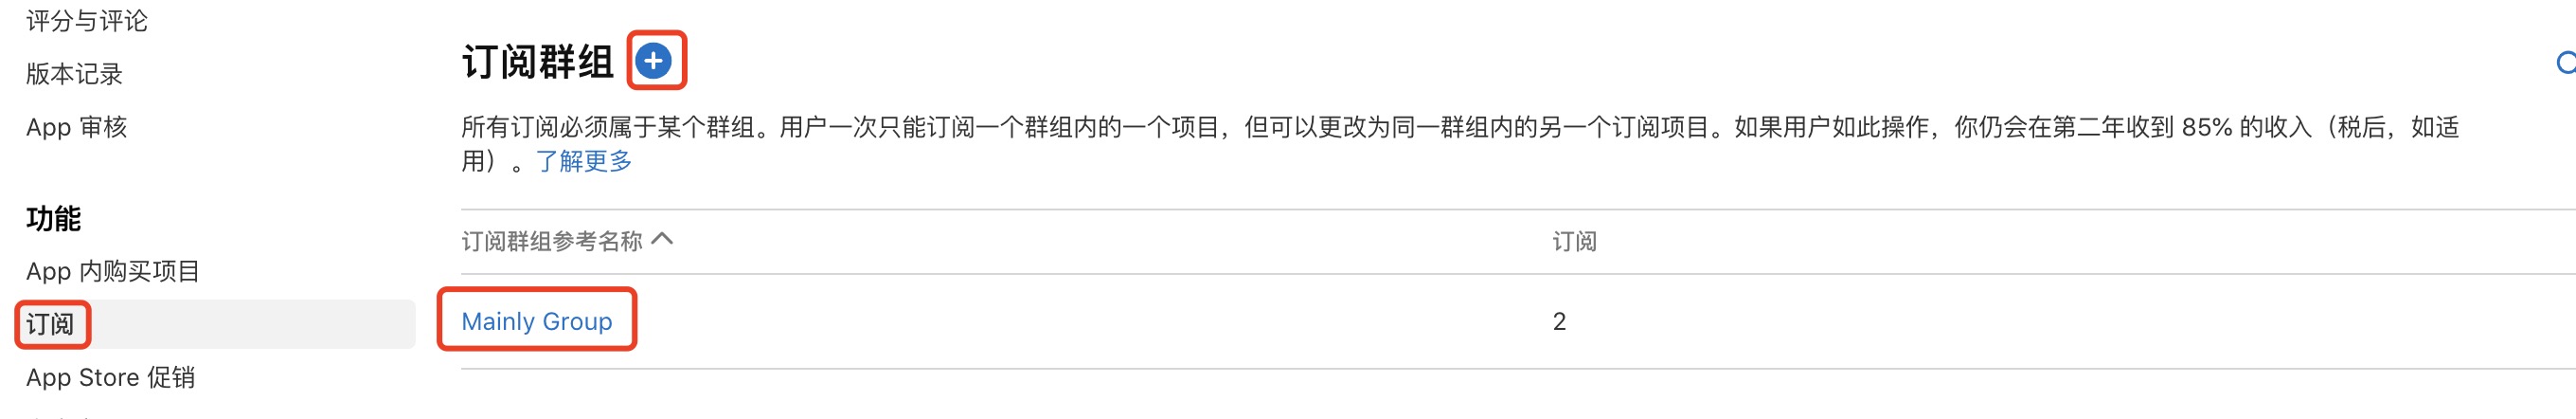 评分与评论
版本记录
App 审核
功能
App 内购买项目
订阅
App Store 促销
订阅群组
所有订阅必须属于某个群组。用户一次只能订阅一个群组内的一个项目，但可以更改为同一群组内的另一个订阅项目。如果用户如此操作，你仍会在第二年收到 85% 的收入（税后，如适
用）。了解更多
订阅群组参考名称 订阅
Mainly Group 2